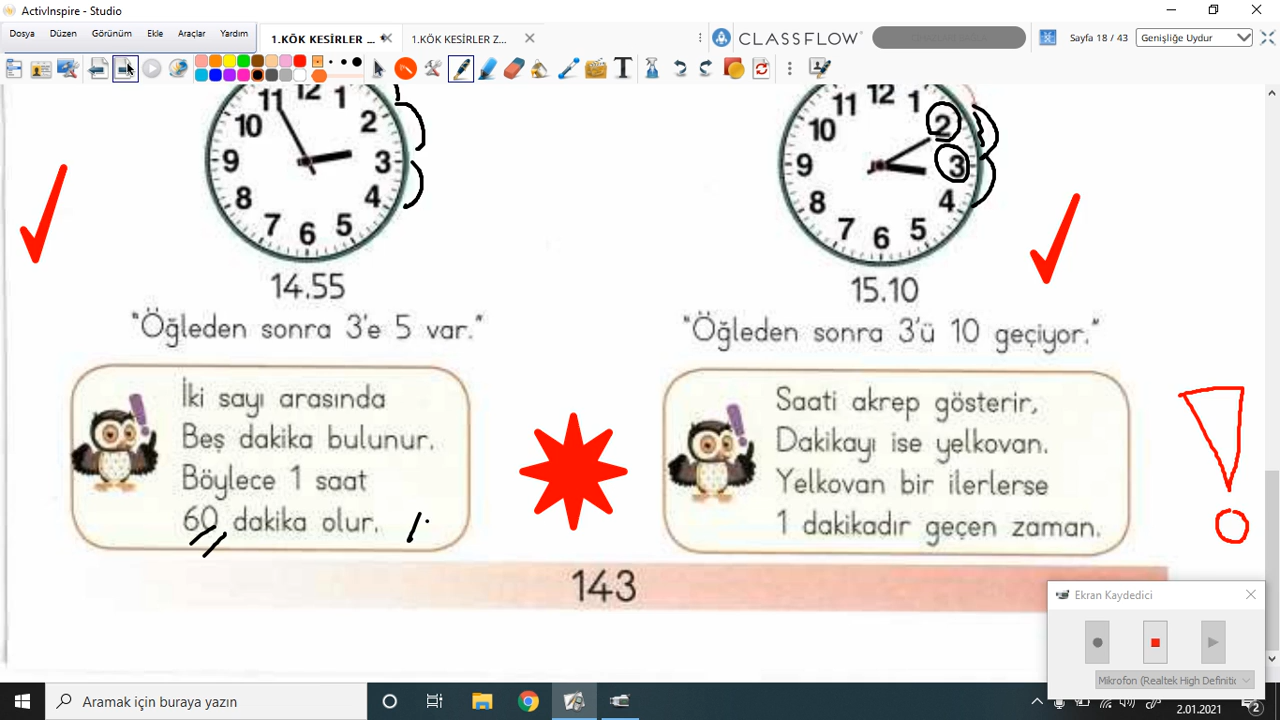 ActivInspire - Studio
Dosya Düzen Görünüm Ekle Araçlar Yardım
1.KÖK KESİRLER ...
1.KÖK KESİRLER Z...
CLASSFLOW
Sayfa 18 / 43
Genişliğe Uydur
11 12 1
10 2
9 3
8 4
7 6 5
14.55
"Öğleden sonra 3'e 5 var."
11 12 1
10 2
9 3
8 4
7 6 5
15.10
"Öğleden sonra 3'ü 10 geçiyor."
İki sayı arasında
Beş dakika bulunur.
Böylece 1 saat
60 dakika olur.
Saati akrep gösterir,
Dakikayı ise yelkovan.
Yelkovan bir ilerlerse
1 dakikadır geçen zaman.
143
Ekran Kaydedici
Mikrofon (Realtek High Definitic
Aramak için buraya yazın
2.01.2021
2